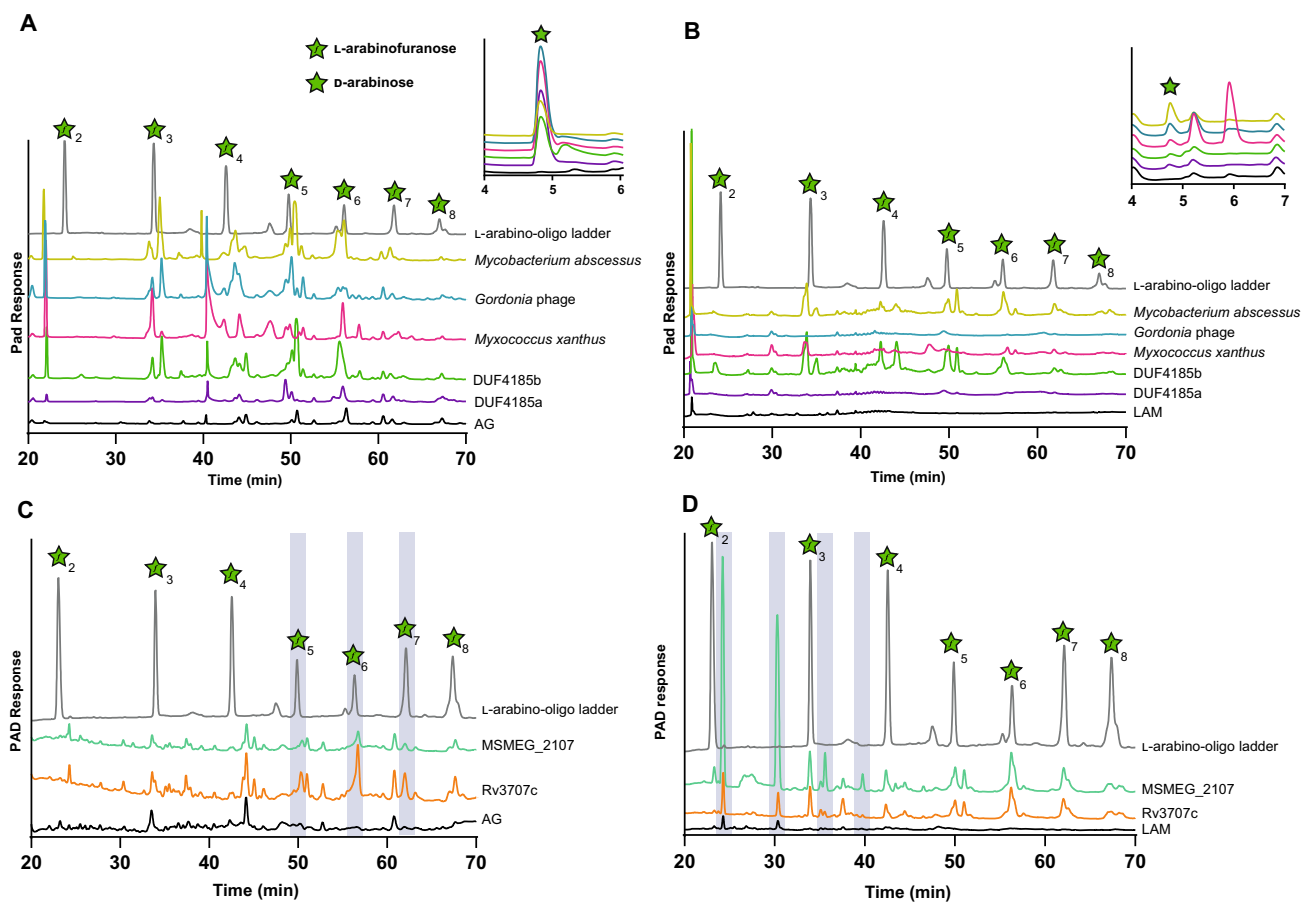 A
L-arabinofuranose
D-arabinose
4 5 6
f 2 f 3 f 4 f 5 f 6 f 7 f 8
L-arabino-oligo ladder
Mycobacterium abscessus
Gordonia phage
Myxococcus xanthus
DUF4185b
DUF4185a
AG
Pad Response
20 30 40 50 60 70
Time (min)
B
4 5 6 7
f 2 f 3 f 4 f 5 f 6 f 7 f 8
L-arabino-oligo ladder
Mycobacterium abscessus
Gordonia phage
Myxococcus xanthus
DUF4185b
DUF4185a
LAM
Pad Response
20 30 40 50 60 70
Time (min)
C
f 2 f 3 f 4 f 5 f 6 f 7 f 8
L-arabino-oligo ladder
MSMEG_2107
Rv3707c
AG
PAD Response
20 30 40 50 60 70
Time (min)
D
f 2 f 3 f 4 f 5 f 6 f 7 f 8
L-arabino-oligo ladder
MSMEG_2107
Rv3707c
LAM
PAD response
20 30 40 50 60 70
Time (min)